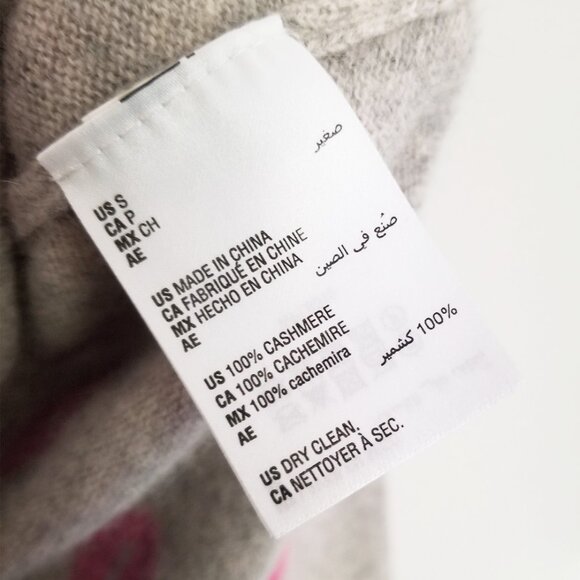 US S
CA P
MX CH
AE صغير
US MADE IN CHINA
CA FABRIQUÉ EN CHINE
MX HECHO EN CHINA
AE صُنع في الصين
US 100% CASHMERE
CA 100% CACHEMIRE
MX 100% cachemira
AE 100% كشمير
US DRY CLEAN.
CA NETTOYER À SEC.